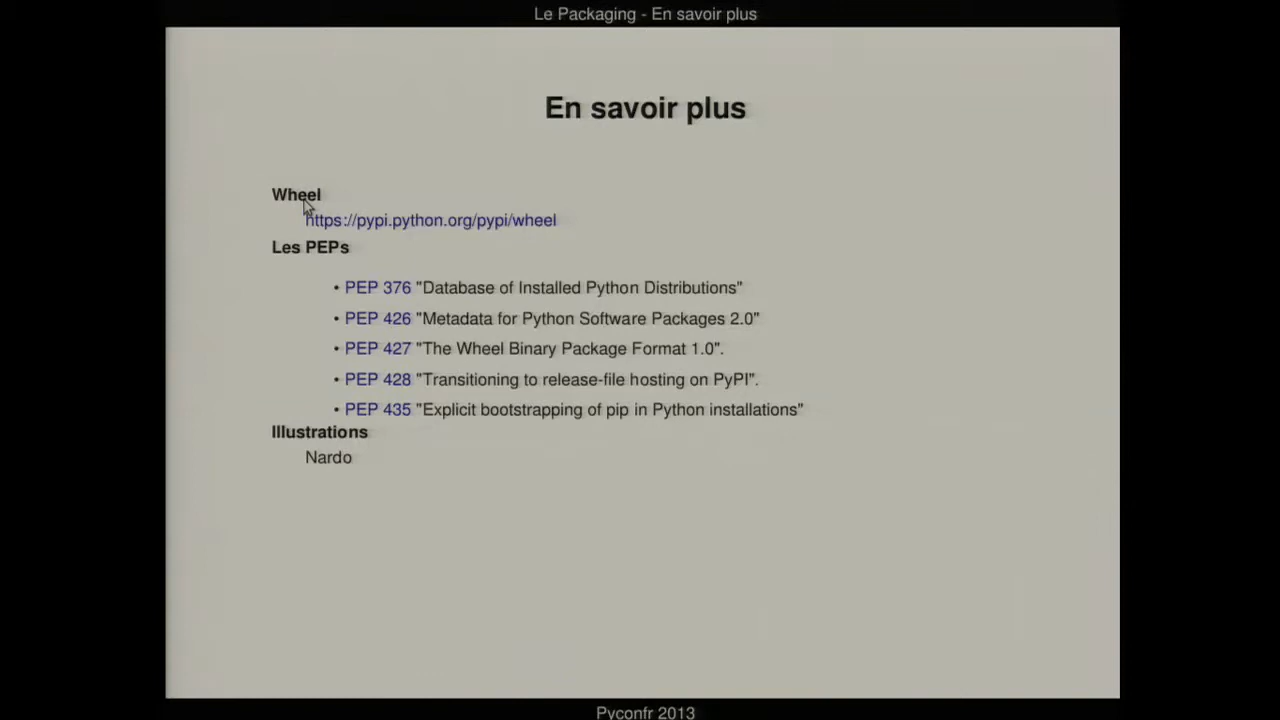 Le Packaging - En savoir plus
En savoir plus
Wheel
https://pypi.python.org/pypi/wheel
Les PEPs
• PEP 376 "Database of Installed Python Distributions"
• PEP 426 "Metadata for Python Software Packages 2.0"
• PEP 427 "The Wheel Binary Package Format 1.0".
• PEP 428 "Transitioning to release-file hosting on PyPI".
• PEP 435 "Explicit bootstrapping of pip in Python installations"
Illustrations
Nardo
Pyconfr 2013